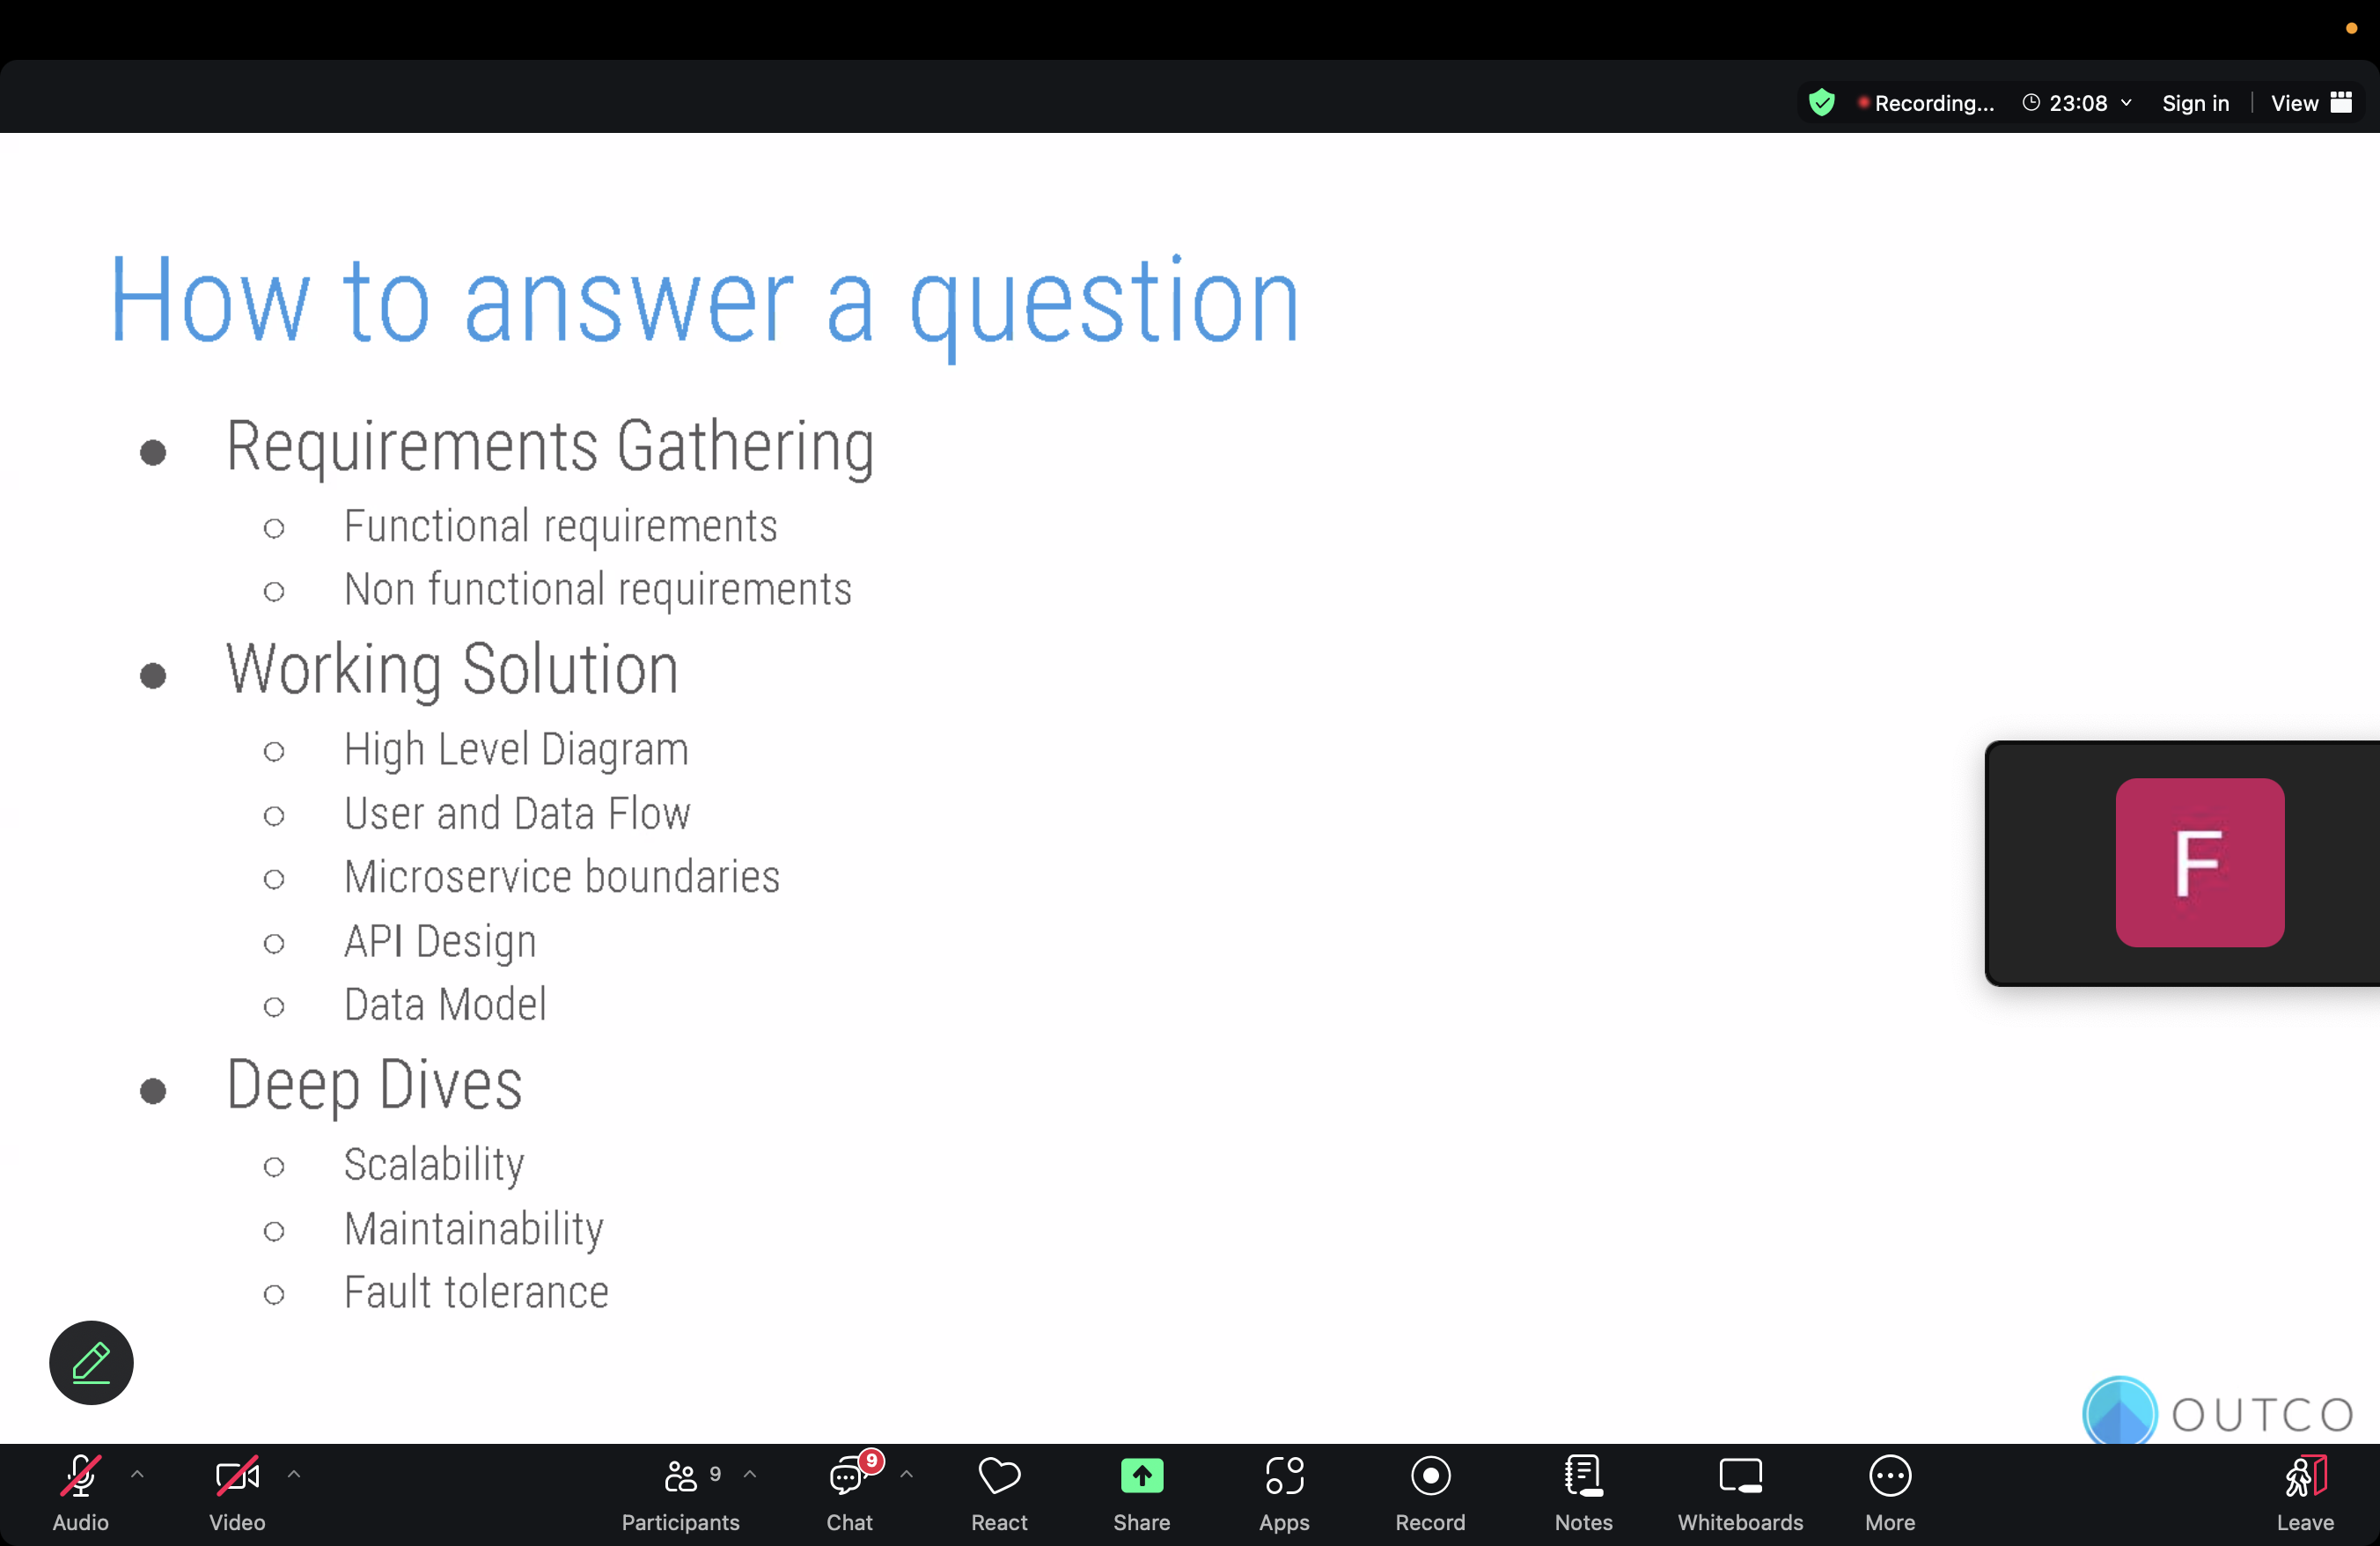 Recording... 23:08 Sign in View
How to answer a question
Requirements Gathering
Functional requirements
Non functional requirements
Working Solution
High Level Diagram
User and Data Flow
Microservice boundaries
API Design
Data Model
Deep Dives
Scalability
Maintainability
Fault tolerance
F
OUTCO
9 9
Audio Video Participants Chat React Share Apps Record Notes Whiteboards More Leave